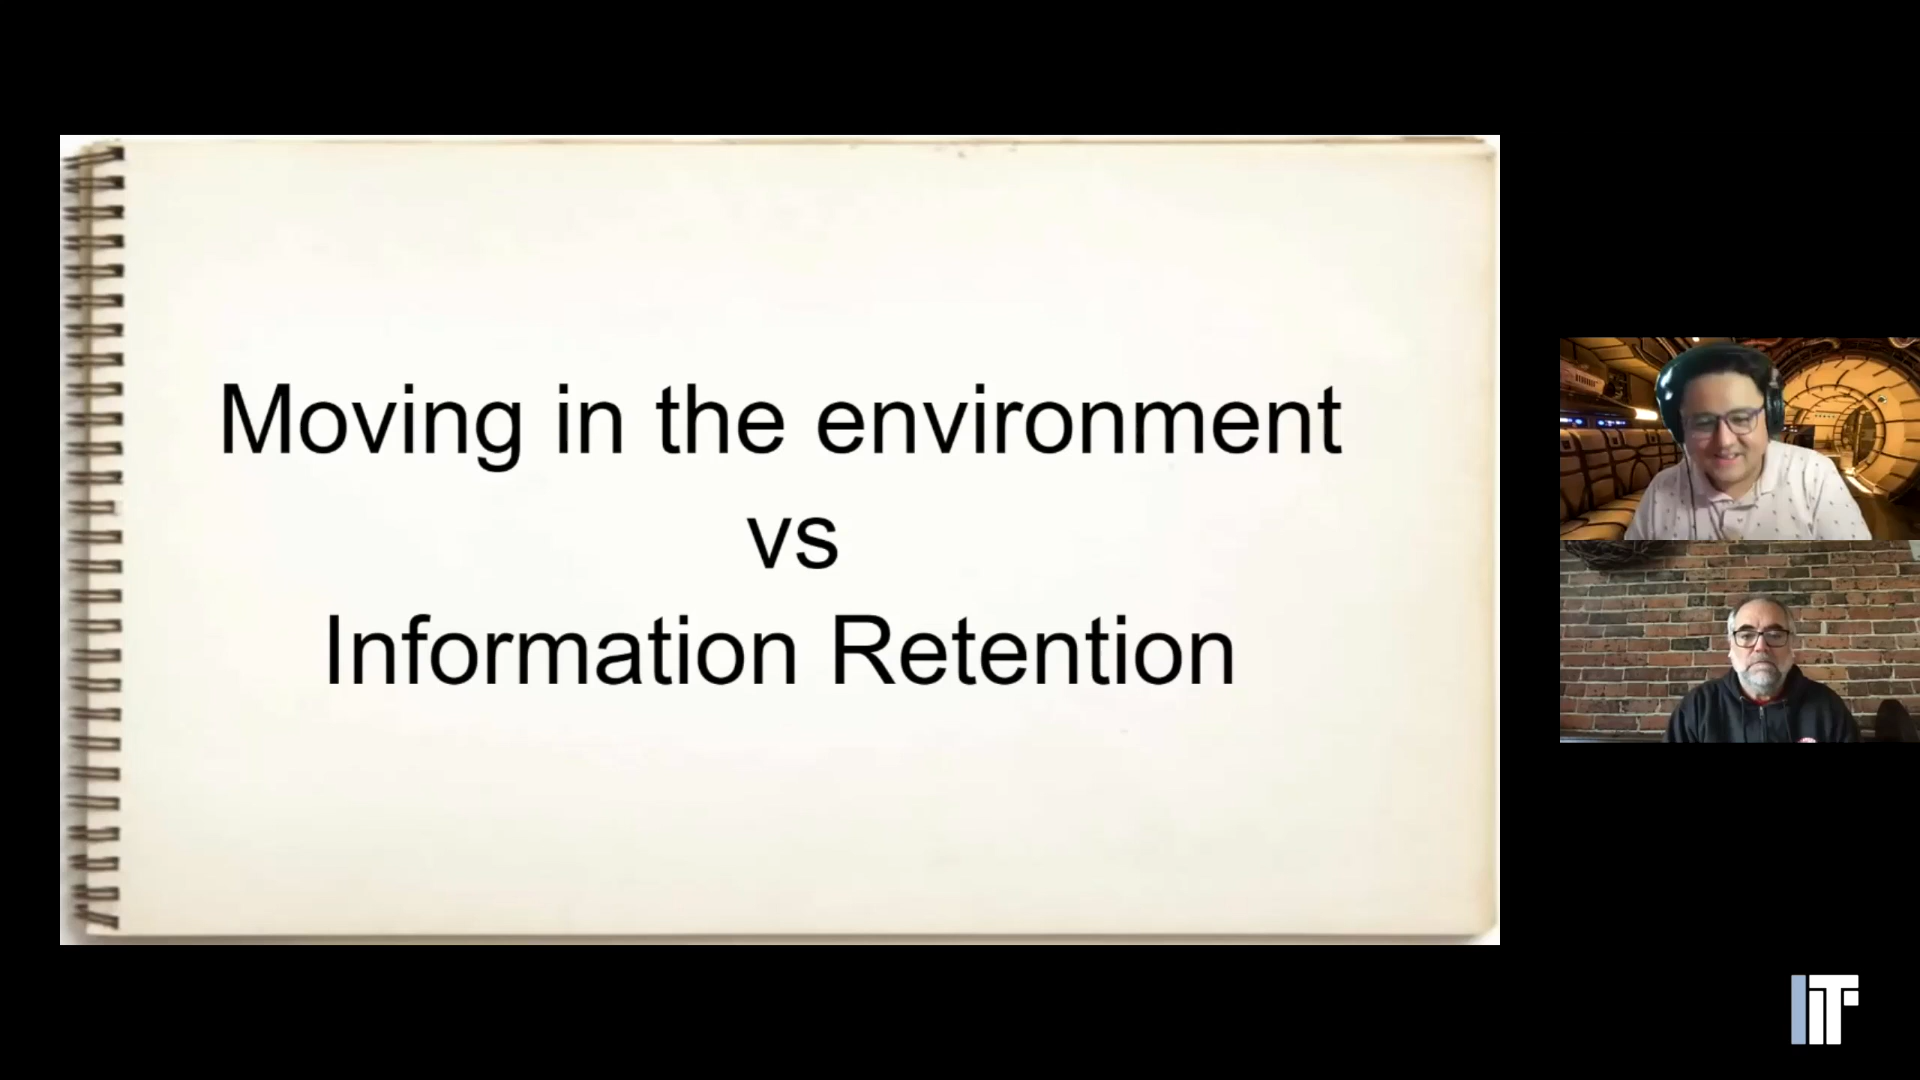 Moving in the environment
vs
Information Retention